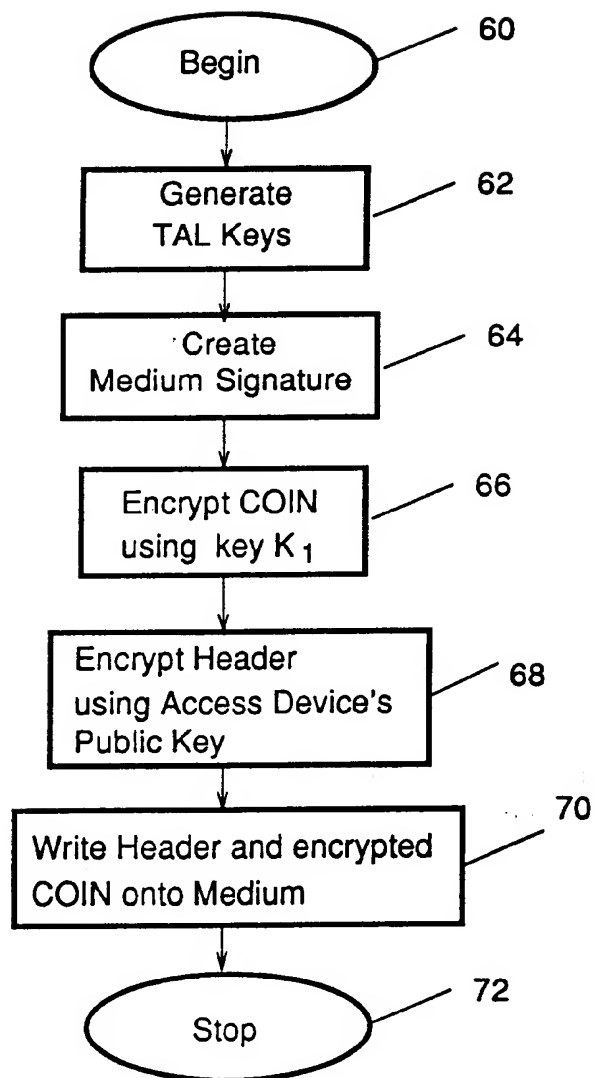 Begin
60
Generate
TAL Keys
62
Create
Medium Signature
64
Encrypt COIN
using key K₁
66
Encrypt Header
using Access Device's
Public Key
68
Write Header and encrypted
COIN onto Medium
70
Stop
72